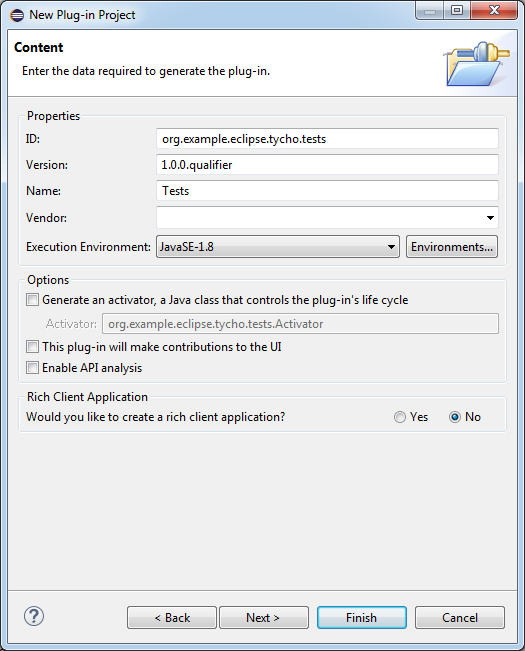 New Plug-in Project
Content
Enter the data required to generate the plug-in.
Properties
ID: org.example.eclipse.tycho.tests
Version: 1.0.0.qualifier
Name: Tests
Vendor:
Execution Environment: JavaSE-1.8 Environments...
Options
Generate an activator, a Java class that controls the plug-in's life cycle
Activator: org.example.eclipse.tycho.tests.Activator
This plug-in will make contributions to the UI
Enable API analysis
Rich Client Application
Would you like to create a rich client application? Yes No
? < Back Next > Finish Cancel